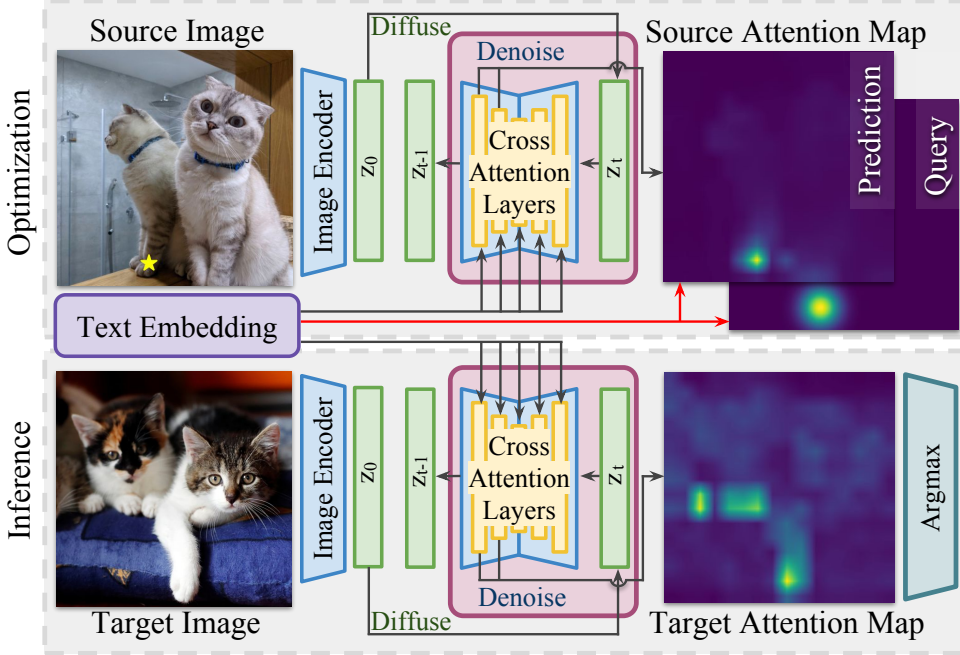 Optimization
Source Image
Diffuse
Denoise
Source Attention Map
Image Encoder
z0
zt-1
Cross
Attention
Layers
zt
Prediction
Query
Text Embedding
Inference
Image Encoder
z0
zt-1
Cross
Attention
Layers
zt
Argmax
Denoise
Target Image
Diffuse
Target Attention Map